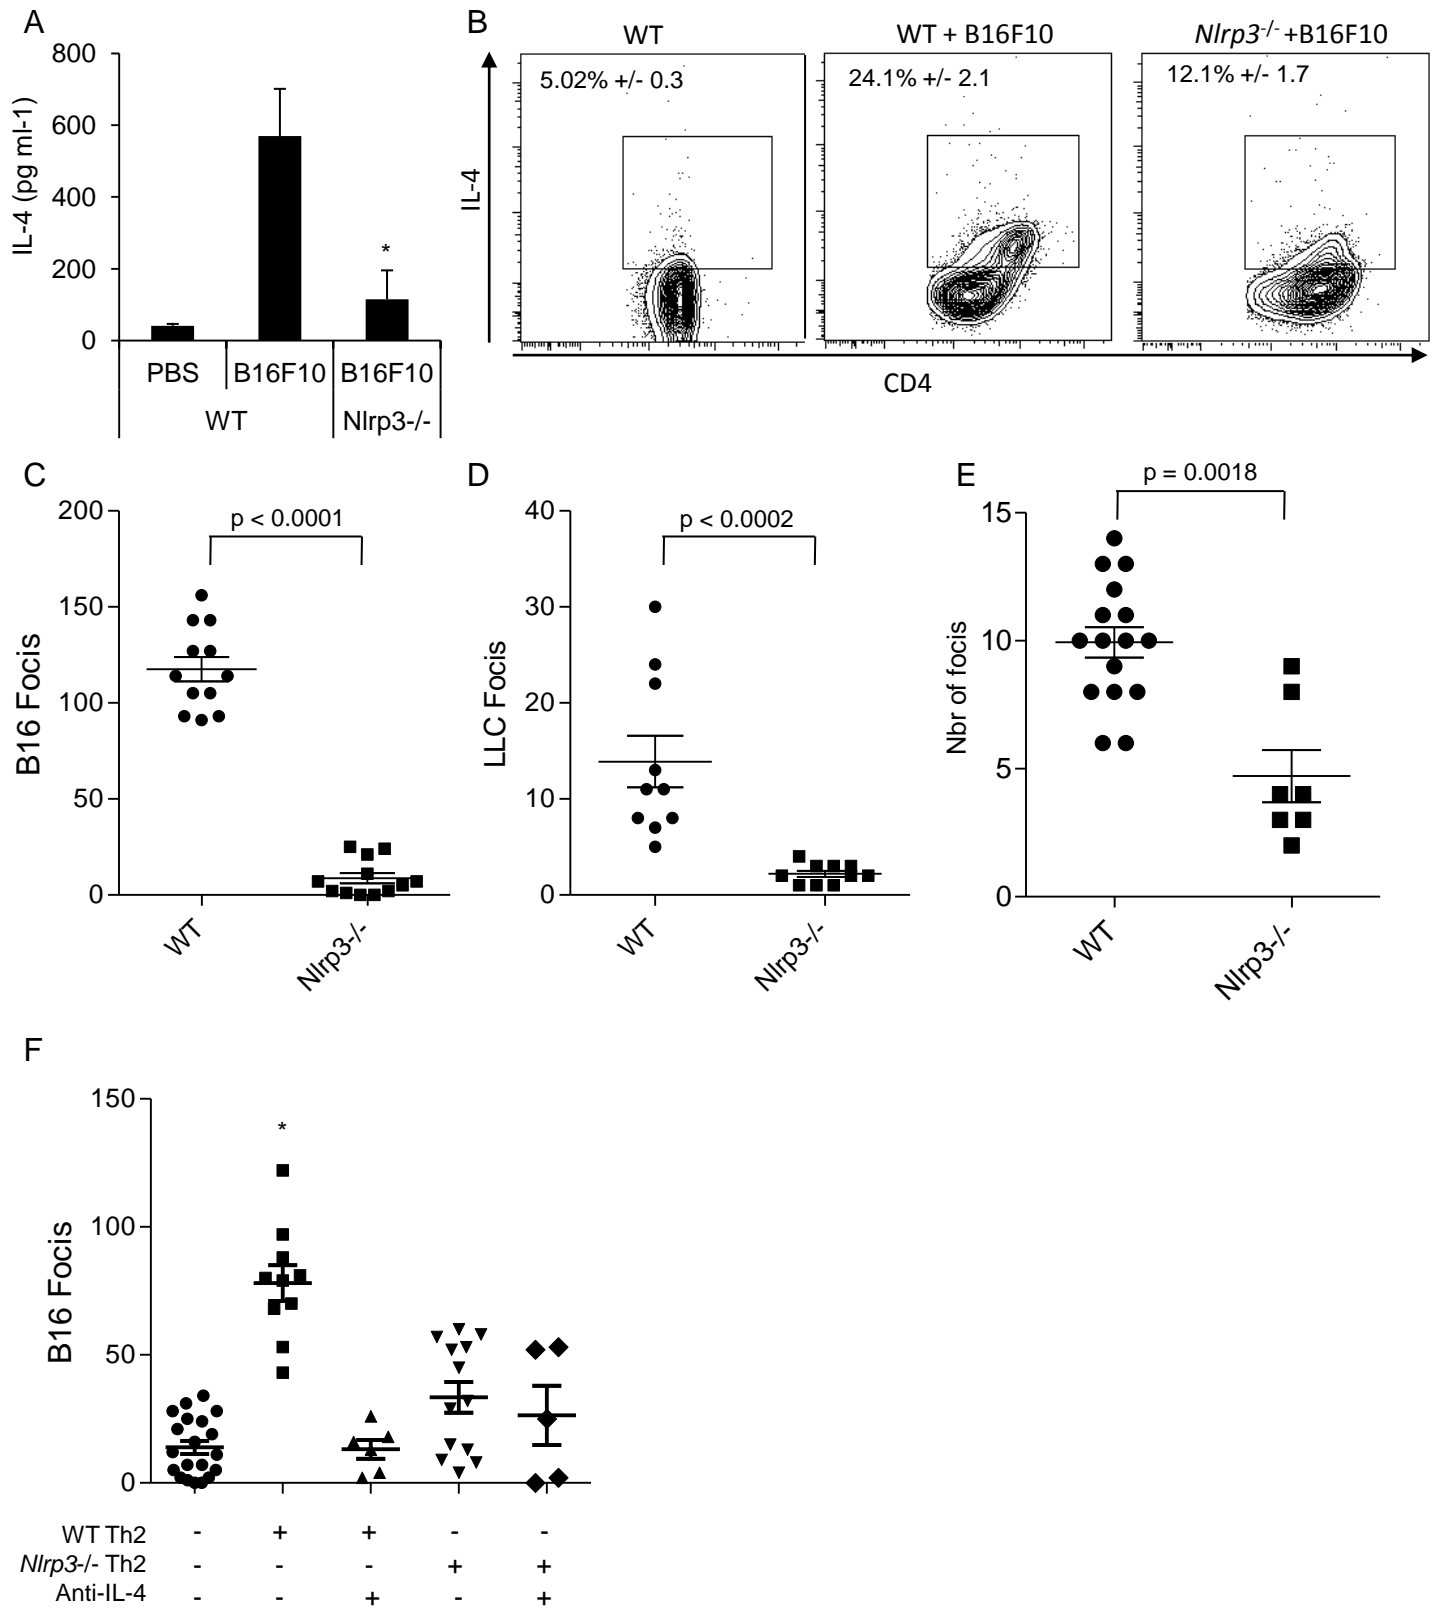 A
800
600
400
200
0
IL-4 (pg ml-1)
*
PBS
B16F10
B16F10
WT
Nlrp3-/-
B
WT
WT + B16F10
Nlrp3-/- +B16F10
5.02% +/- 0.3
24.1% +/- 2.1
12.1% +/- 1.7
IL-4
CD4
C
200
150
100
50
0
B16 Focis
p < 0.0001
WT
Nlrp3-/-
D
40
30
20
10
0
LLC Focis
p < 0.0002
WT
Nlrp3-/-
E
15
10
5
0
Nbr of focis
p = 0.0018
WT
Nlrp3-/-
F
150
100
50
0
B16 Focis
*
WT Th2 - + + - -
Nlrp3-/- Th2 - - - + +
Anti-IL-4 - - + - +